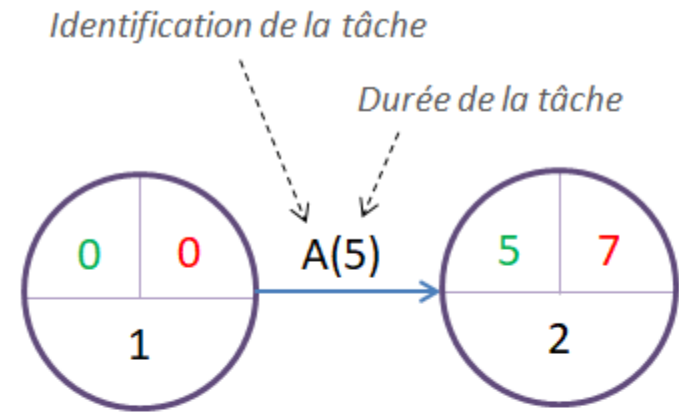 Identification de la tâche
Durée de la tâche
0 0 A(5) 5 7
1 2